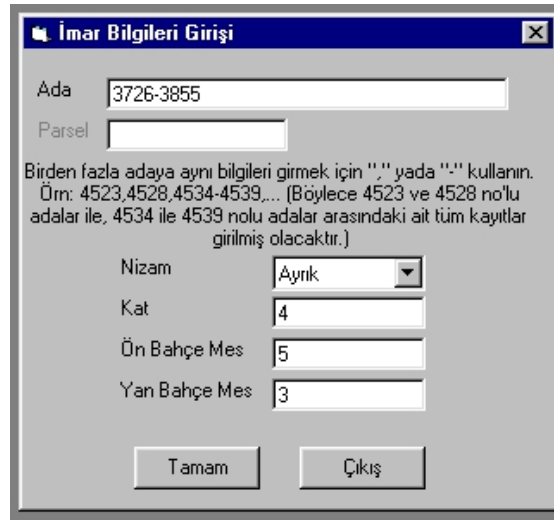 İmar Bilgileri Girişi
Ada 3726-3855
Parsel
Birden fazla adaya aynı bilgileri girmek için "," yada "-" kullanın.
Örn: 4523,4528,4534-4539,... (Böylece 4523 ve 4528 no'lu
adalar ile, 4534 ile 4539 nolu adalar arasındaki ait tüm kayıtlar
girilmiş olacaktır.)
Nizam Ayrık
Kat 4
Ön Bahçe Mes 5
Yan Bahçe Mes 3
Tamam Çıkış